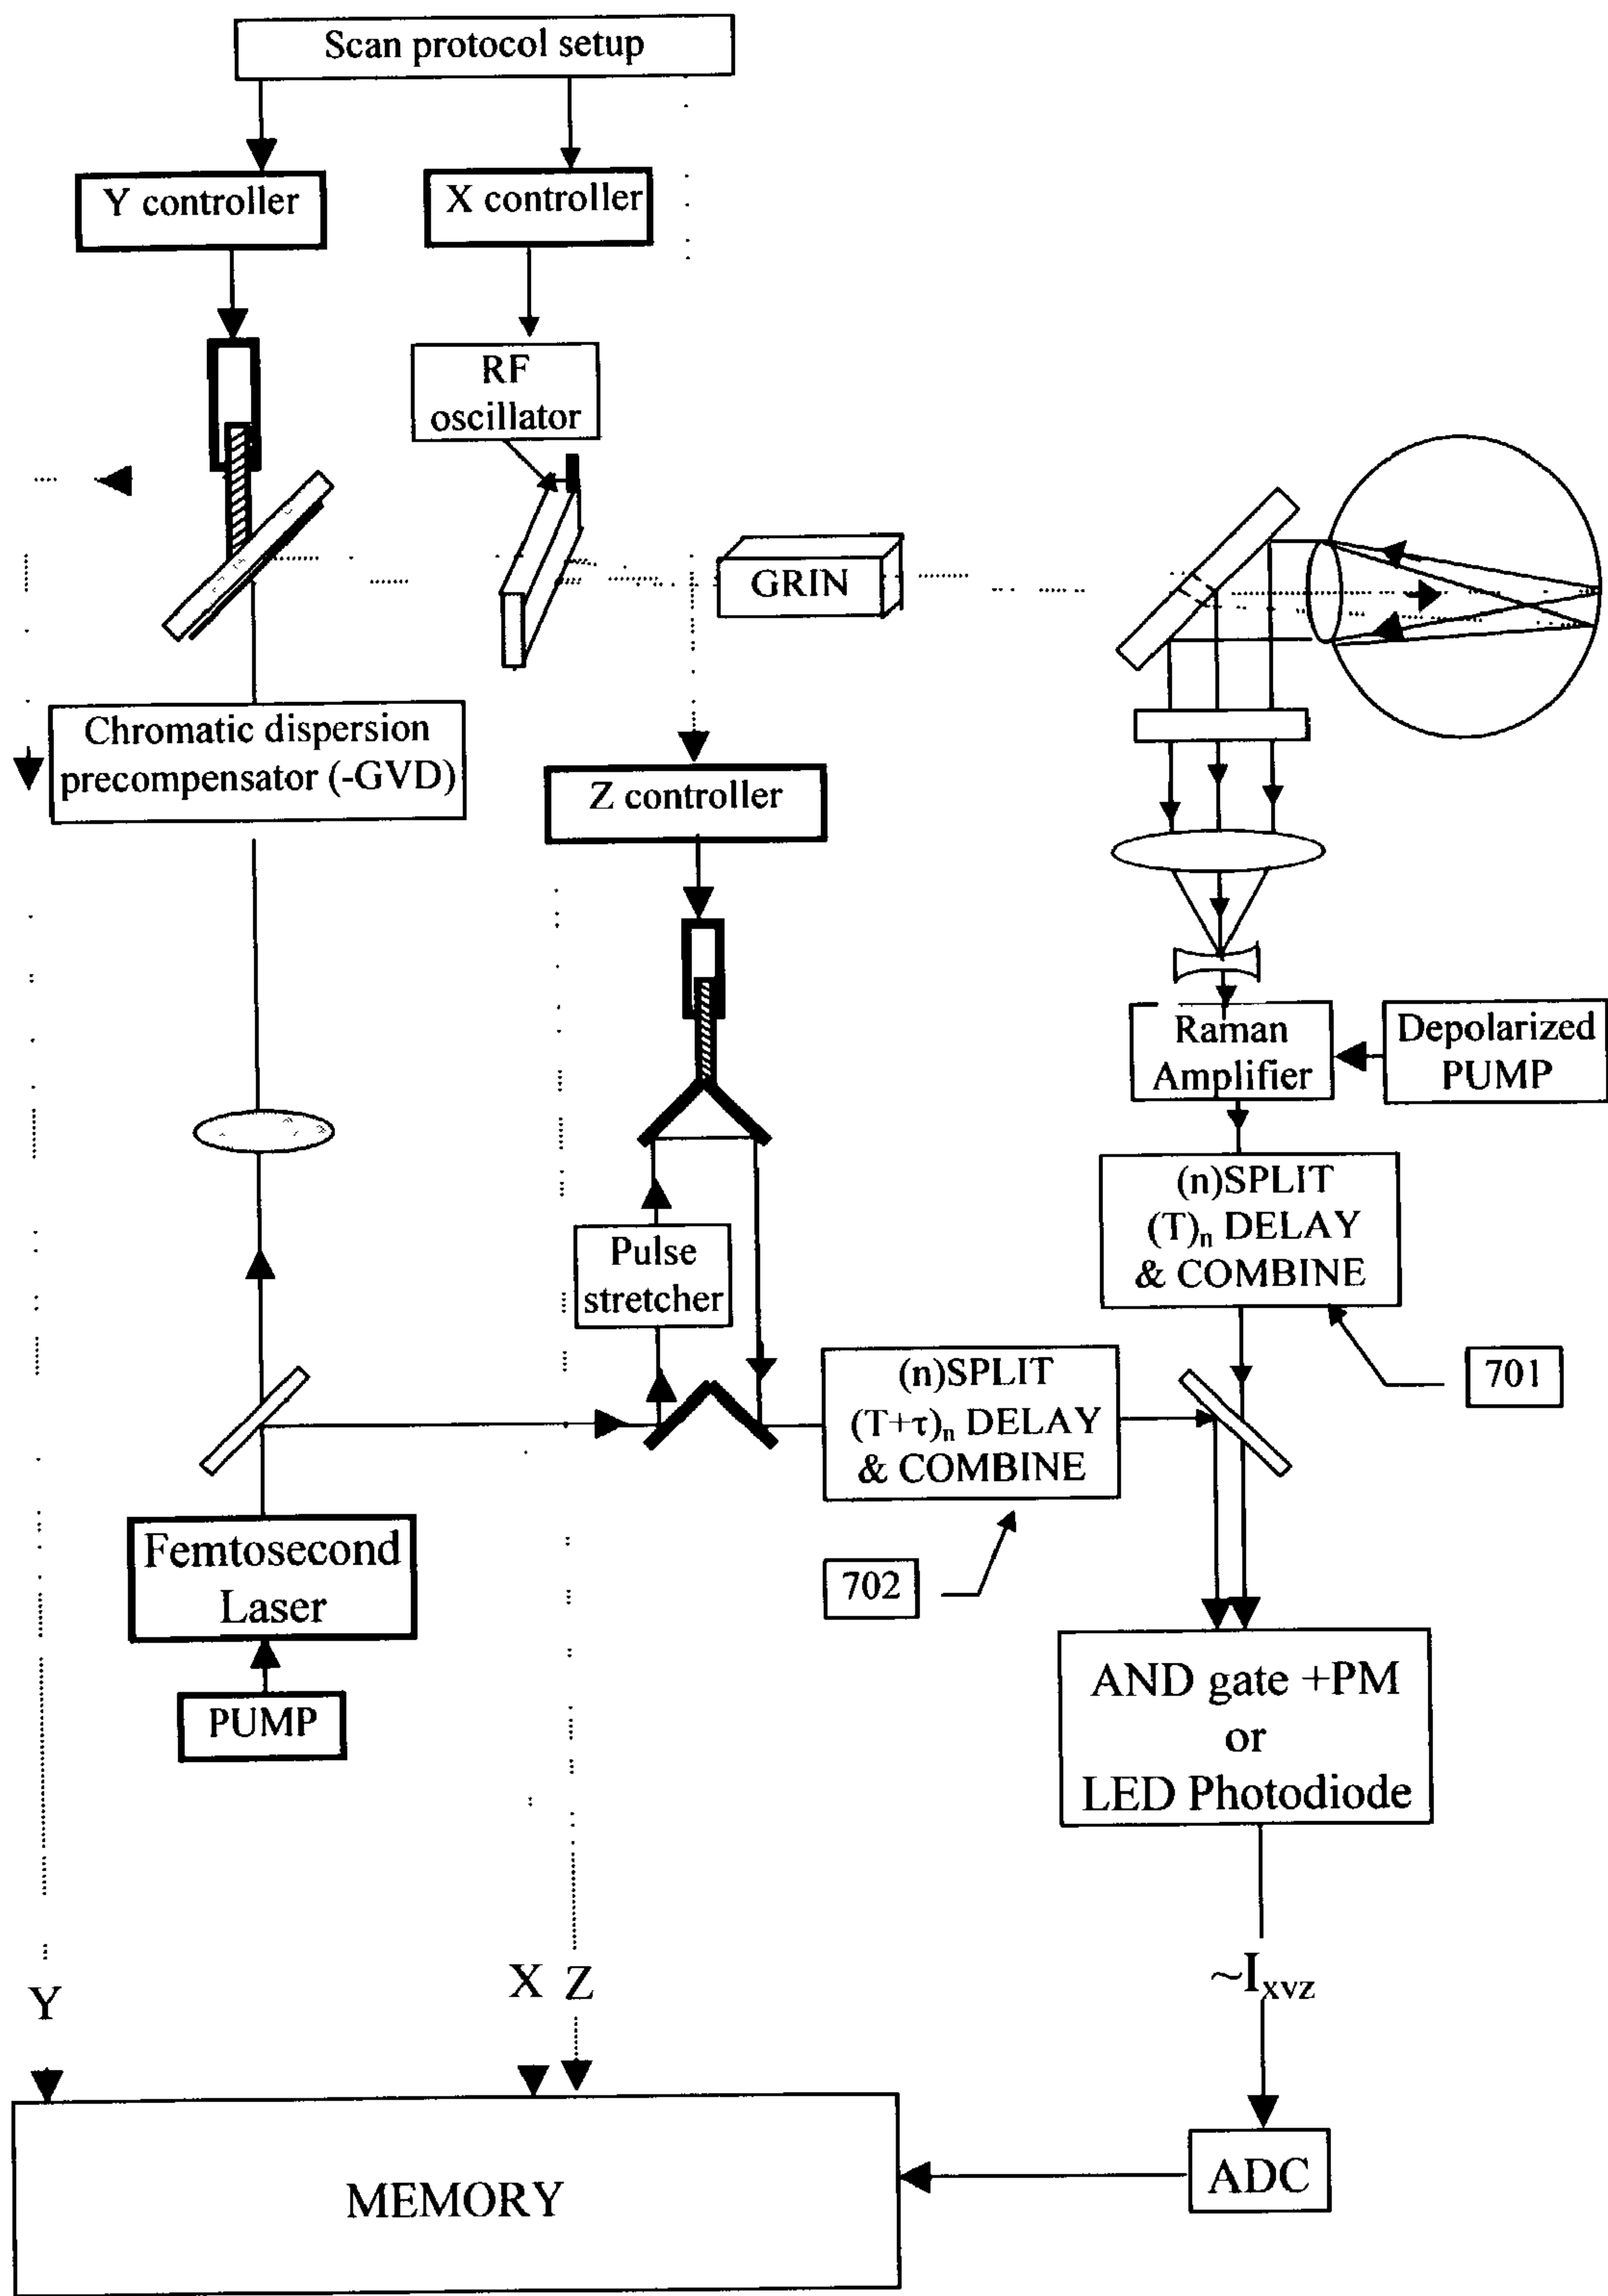 Scan protocol setup
Y controller
X controller
RF
oscillator
GRIN
Chromatic dispersion
precompensator (-GVD)
Z controller
Raman
Amplifier
Depolarized
PUMP
(n)SPLIT
(T)n DELAY
& COMBINE
Pulse
stretcher
701
(n)SPLIT
(T+τ)n DELAY
& COMBINE
702
Femtosecond
Laser
PUMP
AND gate +PM
or
LED Photodiode
Y
X Z
~Ixyz
ADC
MEMORY